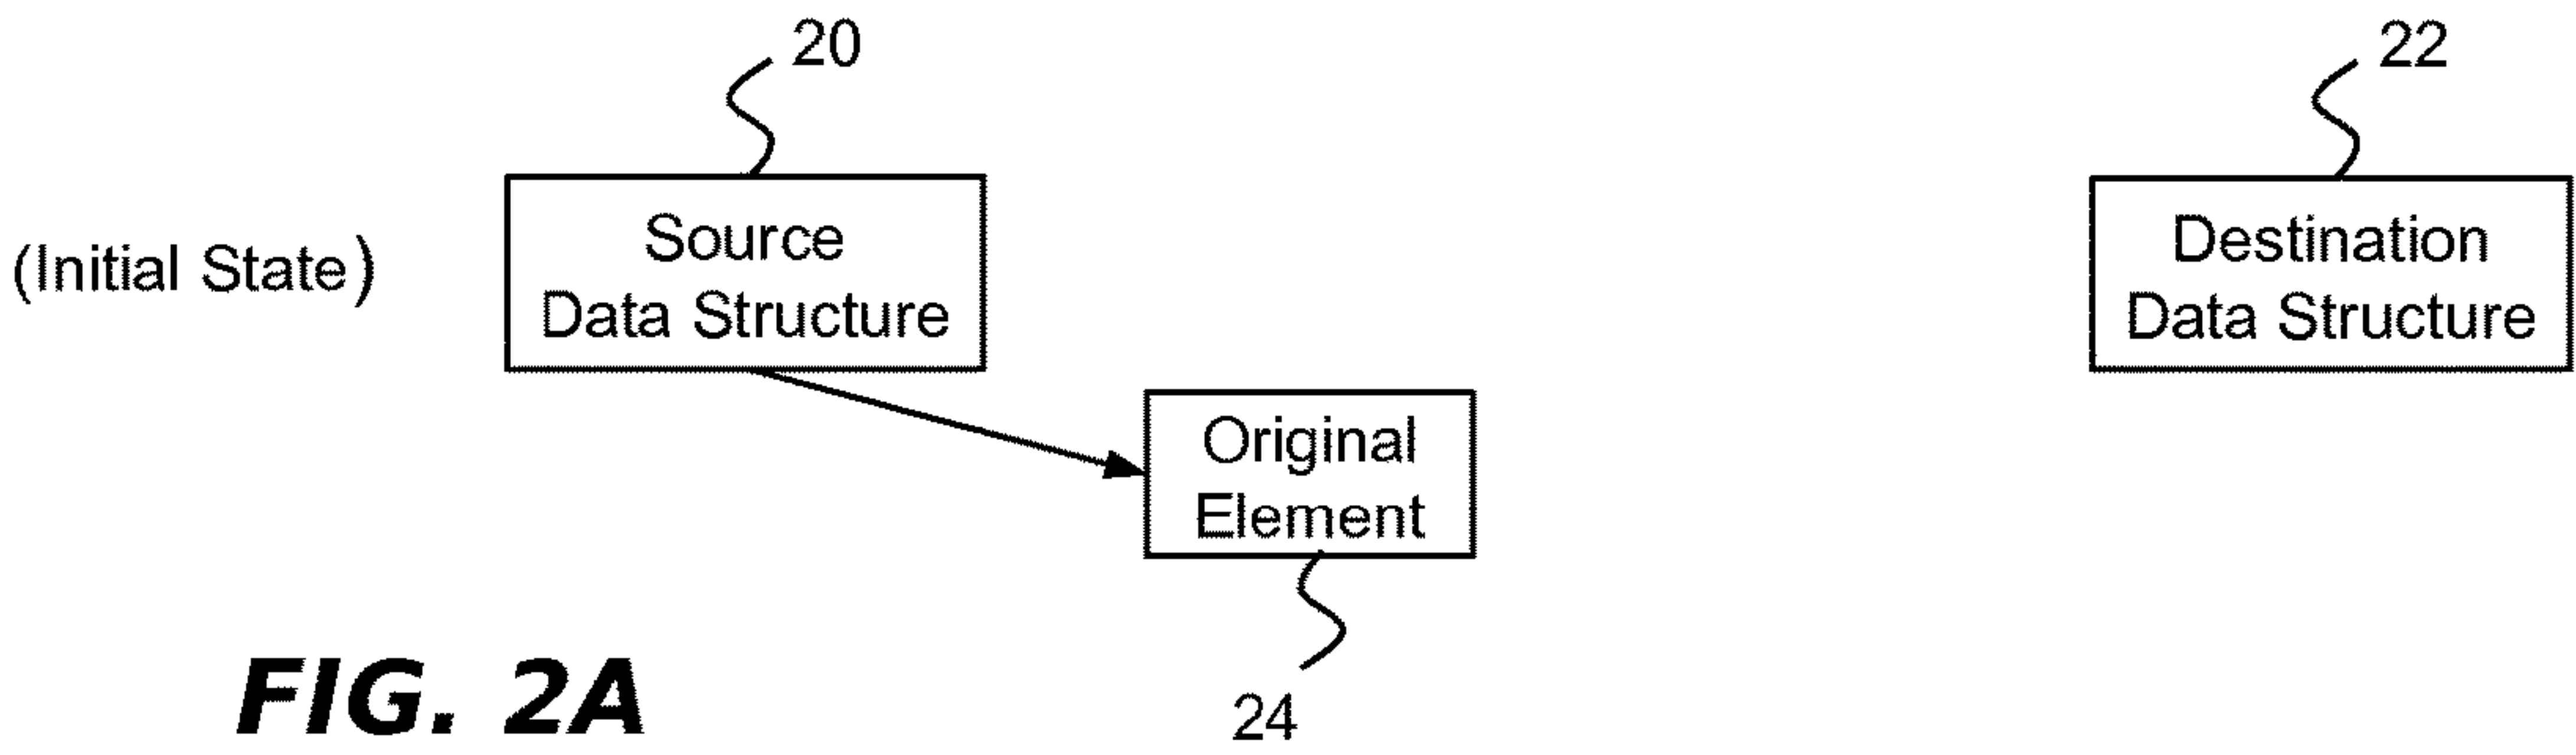 20
22
(Initial State)
Source
Data Structure
Destination
Data Structure
Original
Element
24
FIG. 2A